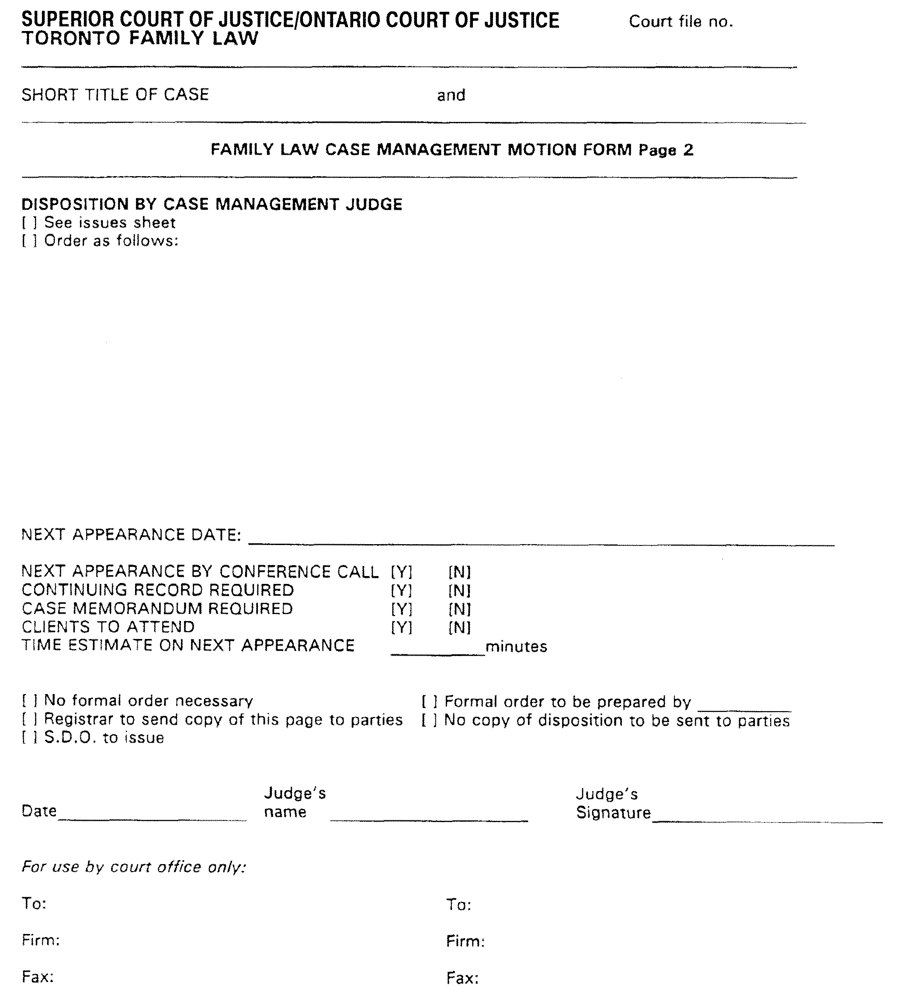 SUPERIOR COURT OF JUSTICE/ONTARIO COURT OF JUSTICE Court file no.
TORONTO FAMILY LAW
SHORT TITLE OF CASE and
FAMILY LAW CASE MANAGEMENT MOTION FORM Page 2
DISPOSITION BY CASE MANAGEMENT JUDGE
[ ] See issues sheet
[ ] Order as follows:
NEXT APPEARANCE DATE: ____________________
NEXT APPEARANCE BY CONFERENCE CALL [Y] [N]
CONTINUING RECORD REQUIRED [Y] [N]
CASE MEMORANDUM REQUIRED [Y] [N]
CLIENTS TO ATTEND [Y] [N]
TIME ESTIMATE ON NEXT APPEARANCE __________minutes
[ ] No formal order necessary [ ] Formal order to be prepared by __________
[ ] Registrar to send copy of this page to parties [ ] No copy of disposition to be sent to parties
[ ] S.D.O. to issue
Judge's Judge's
Date____________________ name ____________________ Signature____________________
For use by court office only:
To: To:
Firm: Firm:
Fax: Fax: